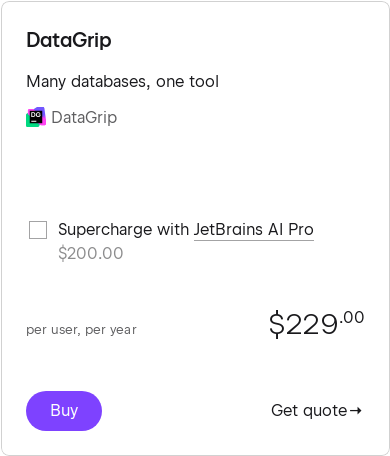 DataGrip
Many databases, one tool
DG DataGrip
Supercharge with JetBrains AI Pro
$200.00
per user, per year $229.00
Buy Get quote→